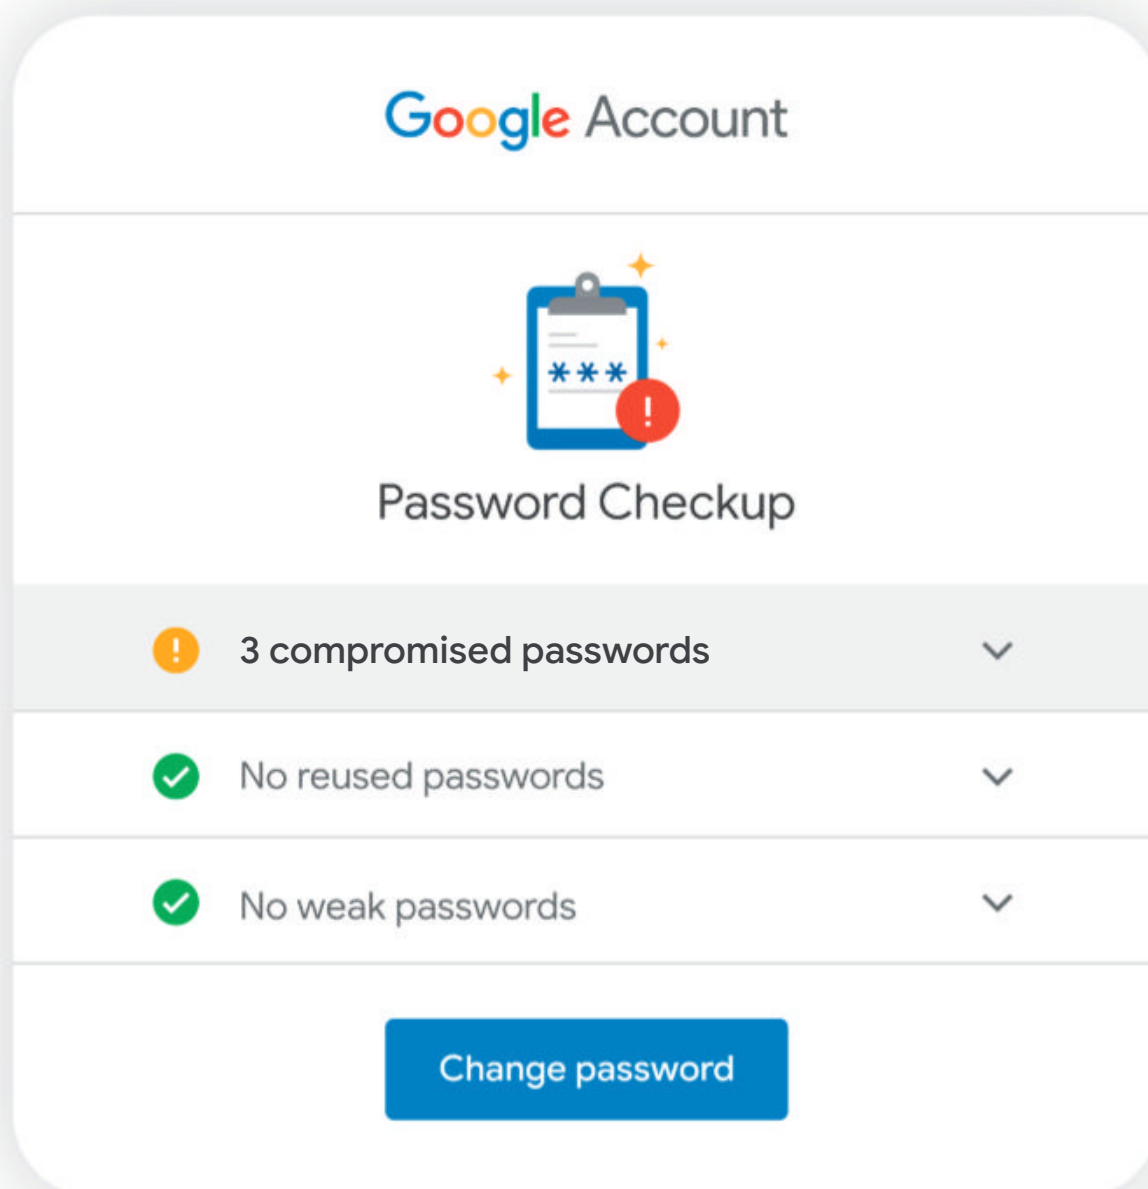 Google Account
***
Password Checkup
3 compromised passwords
No reused passwords
No weak passwords
Change password